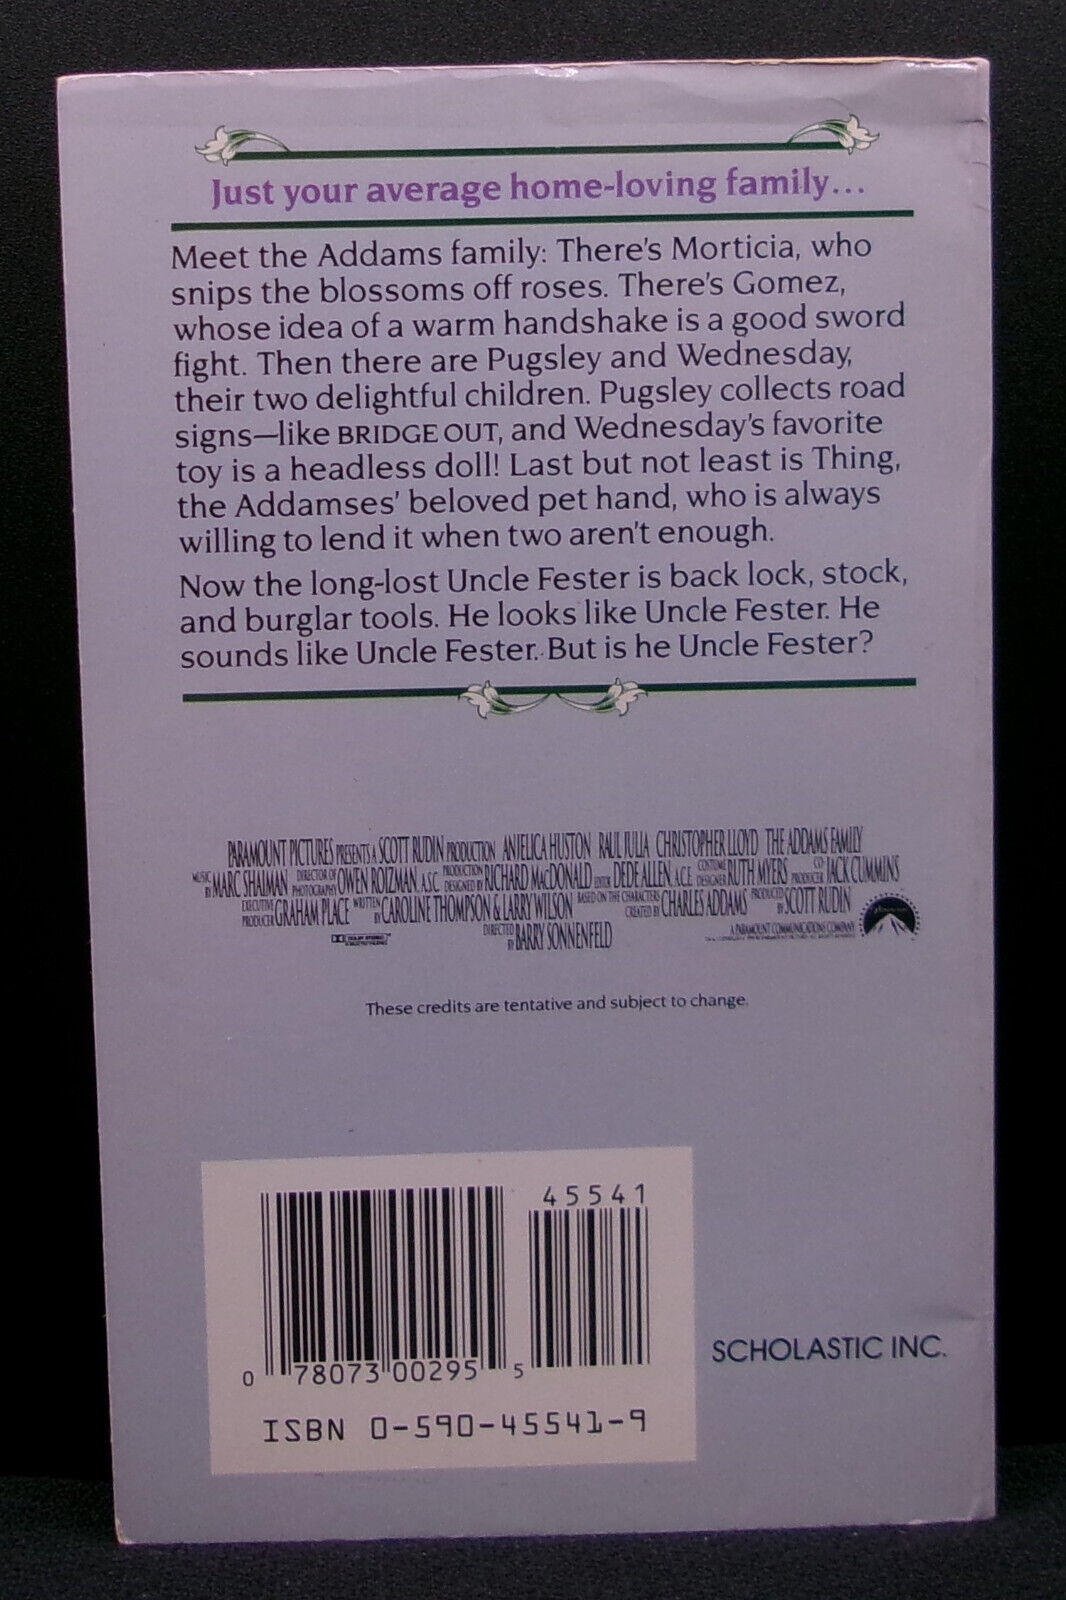 Just your average home-loving family...
Meet the Addams family: There's Morticia, who
snips the blossoms off roses. There's Gomez,
whose idea of a warm handshake is a good sword
fight. Then there are Pugsley and Wednesday,
their two delightful children. Pugsley collects road
signs—like BRIDGE OUT, and Wednesday's favorite
toy is a headless doll! Last but not least is Thing,
the Addamses' beloved pet hand, who is always
willing to lend it when two aren't enough.
Now the long-lost Uncle Fester is back lock, stock,
and burglar tools. He looks like Uncle Fester. He
sounds like Uncle Fester. But is he Uncle Fester?
PARAMOUNT PICTURES PRESENTS A SCOTT RUDIN PRODUCTION ANJELICA HUSTON RAUL JULIA CHRISTOPHER LLOYD THE ADDAMS FAMILY
MUSIC BY MARC SHAIMAN DIRECTOR OF PHOTOGRAPHY OWEN ROIZMAN, A.S.C. PRODUCTION DESIGNED BY RICHARD MACDONALD EDITOR DEDE ALLEN, A.C.E. COSTUME DESIGNER RUTH MYERS CO-PRODUCER JACK CUMMINS
EXECUTIVE PRODUCER GRAHAM PLACE WRITTEN BY CAROLINE THOMPSON & LARRY WILSON BASED ON THE CHARACTERS CREATED BY CHARLES ADDAMS PRODUCED BY SCOTT RUDIN
DOLBY STEREO DIRECTED BY BARRY SONNENFELD A PARAMOUNT COMMUNICATIONS COMPANY
These credits are tentative and subject to change.
45541
0 78073 00295 5
SCHOLASTIC INC.
ISBN 0-590-45541-9